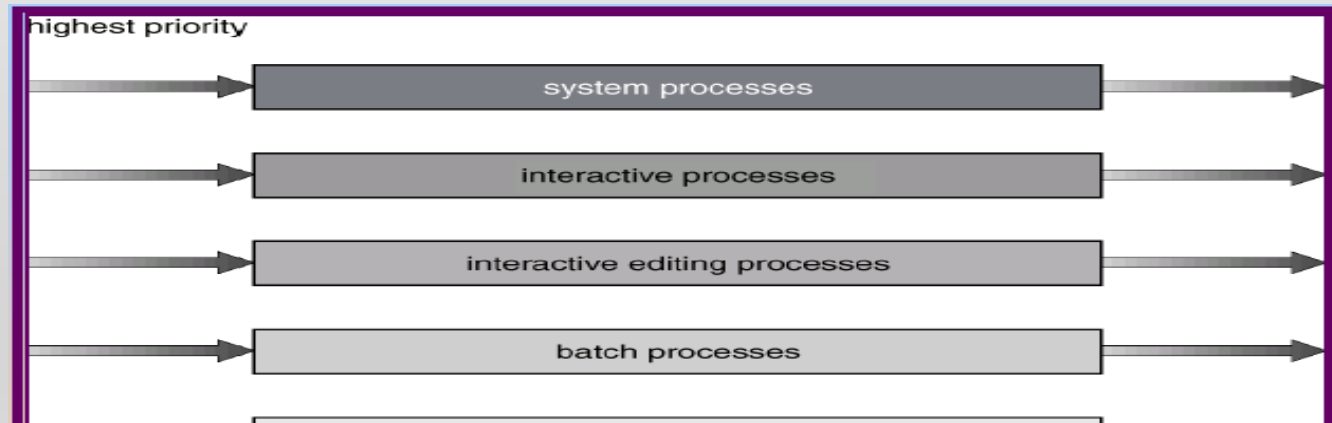 highest priority
system processes
interactive processes
interactive editing processes
batch processes